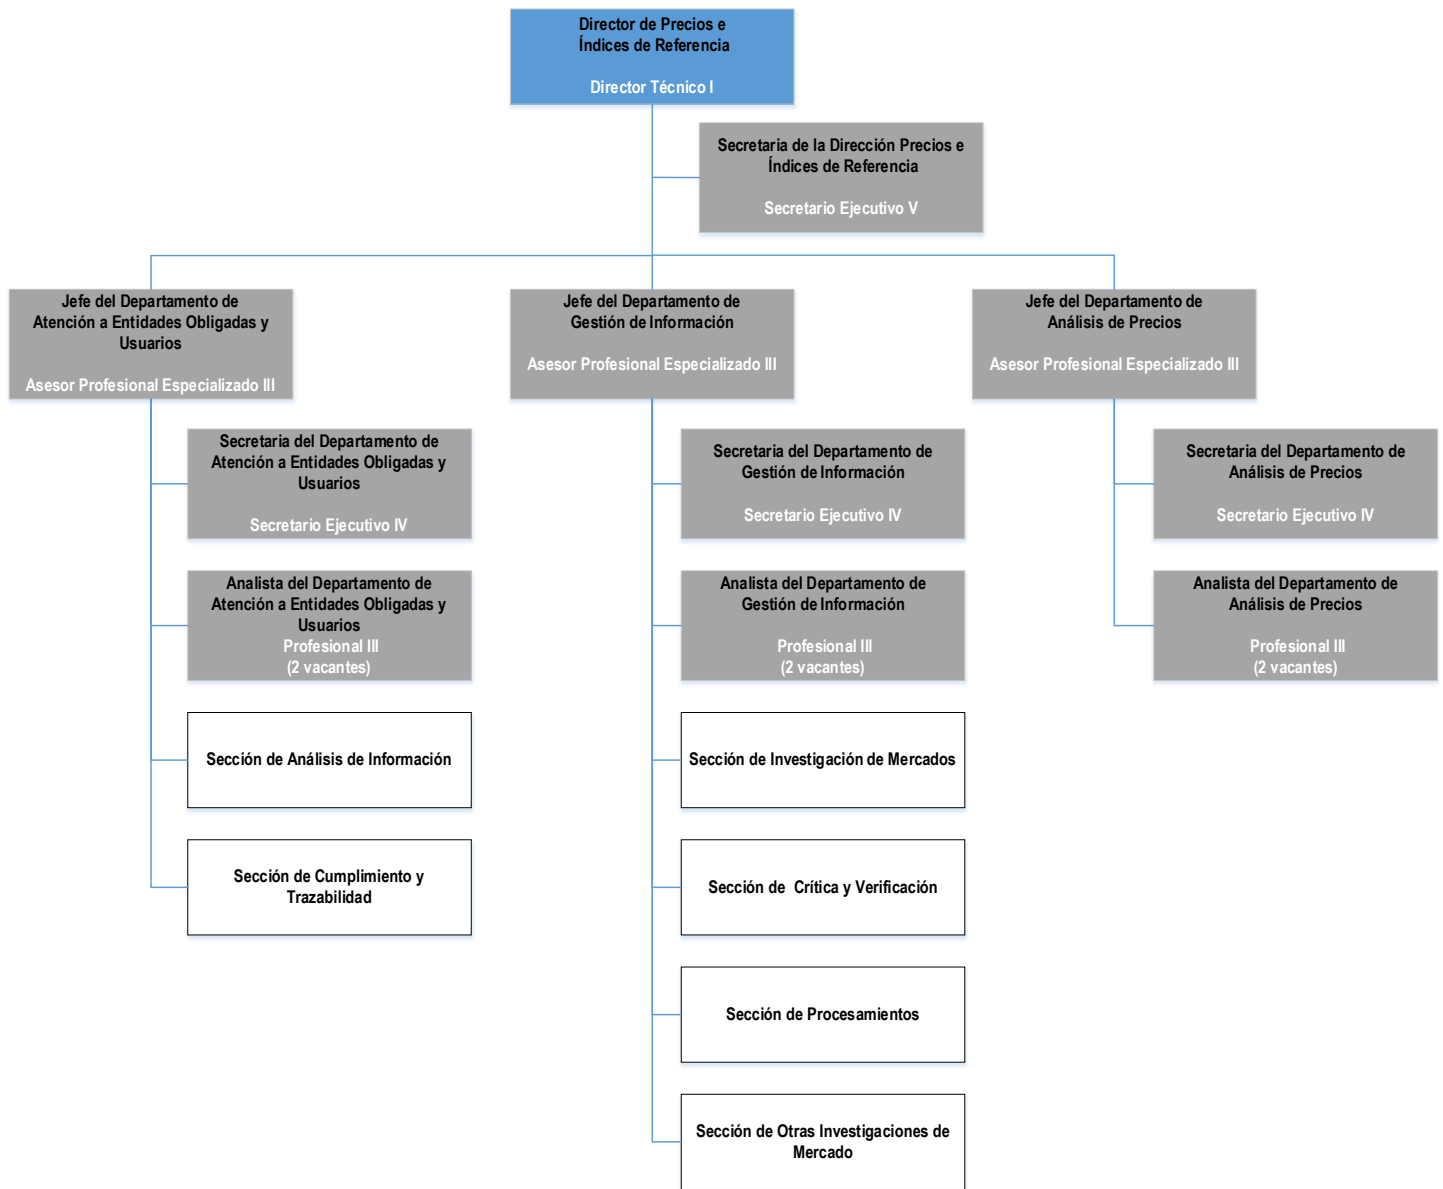 Director de Precios e
Índices de Referencia
Director Técnico I
Secretaria de la Dirección Precios e
Índices de Referencia
Secretario Ejecutivo V
Jefe del Departamento de
Atención a Entidades Obligadas y
Usuarios
Asesor Profesional Especializado III
Jefe del Departamento de
Gestión de Información
Asesor Profesional Especializado III
Jefe del Departamento de
Análisis de Precios
Asesor Profesional Especializado III
Secretaria del Departamento de
Atención a Entidades Obligadas y
Usuarios
Secretario Ejecutivo IV
Secretaria del Departamento de
Gestión de Información
Secretario Ejecutivo IV
Secretaria del Departamento de
Análisis de Precios
Secretario Ejecutivo IV
Analista del Departamento de
Atención a Entidades Obligadas y
Usuarios
Profesional III
(2 vacantes)
Analista del Departamento de
Gestión de Información
Profesional III
(2 vacantes)
Analista del Departamento de
Análisis de Precios
Profesional III
(2 vacantes)
Sección de Análisis de Información
Sección de Investigación de Mercados
Sección de Cumplimiento y
Trazabilidad
Sección de Crítica y Verificación
Sección de Procesamientos
Sección de Otras Investigaciones de
Mercado